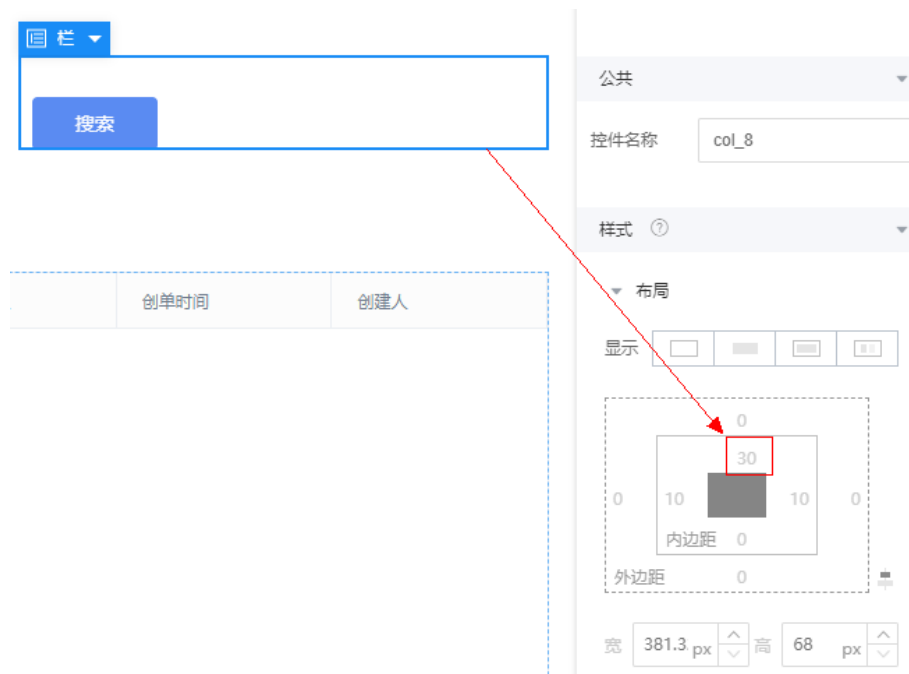 栏
搜索
创单时间
创建人
公共
控件名称
col_8
样式 ?
布局
显示
0
30
0 10 10 0
内边距 0
外边距 0
宽 381.3 px 高 68 px